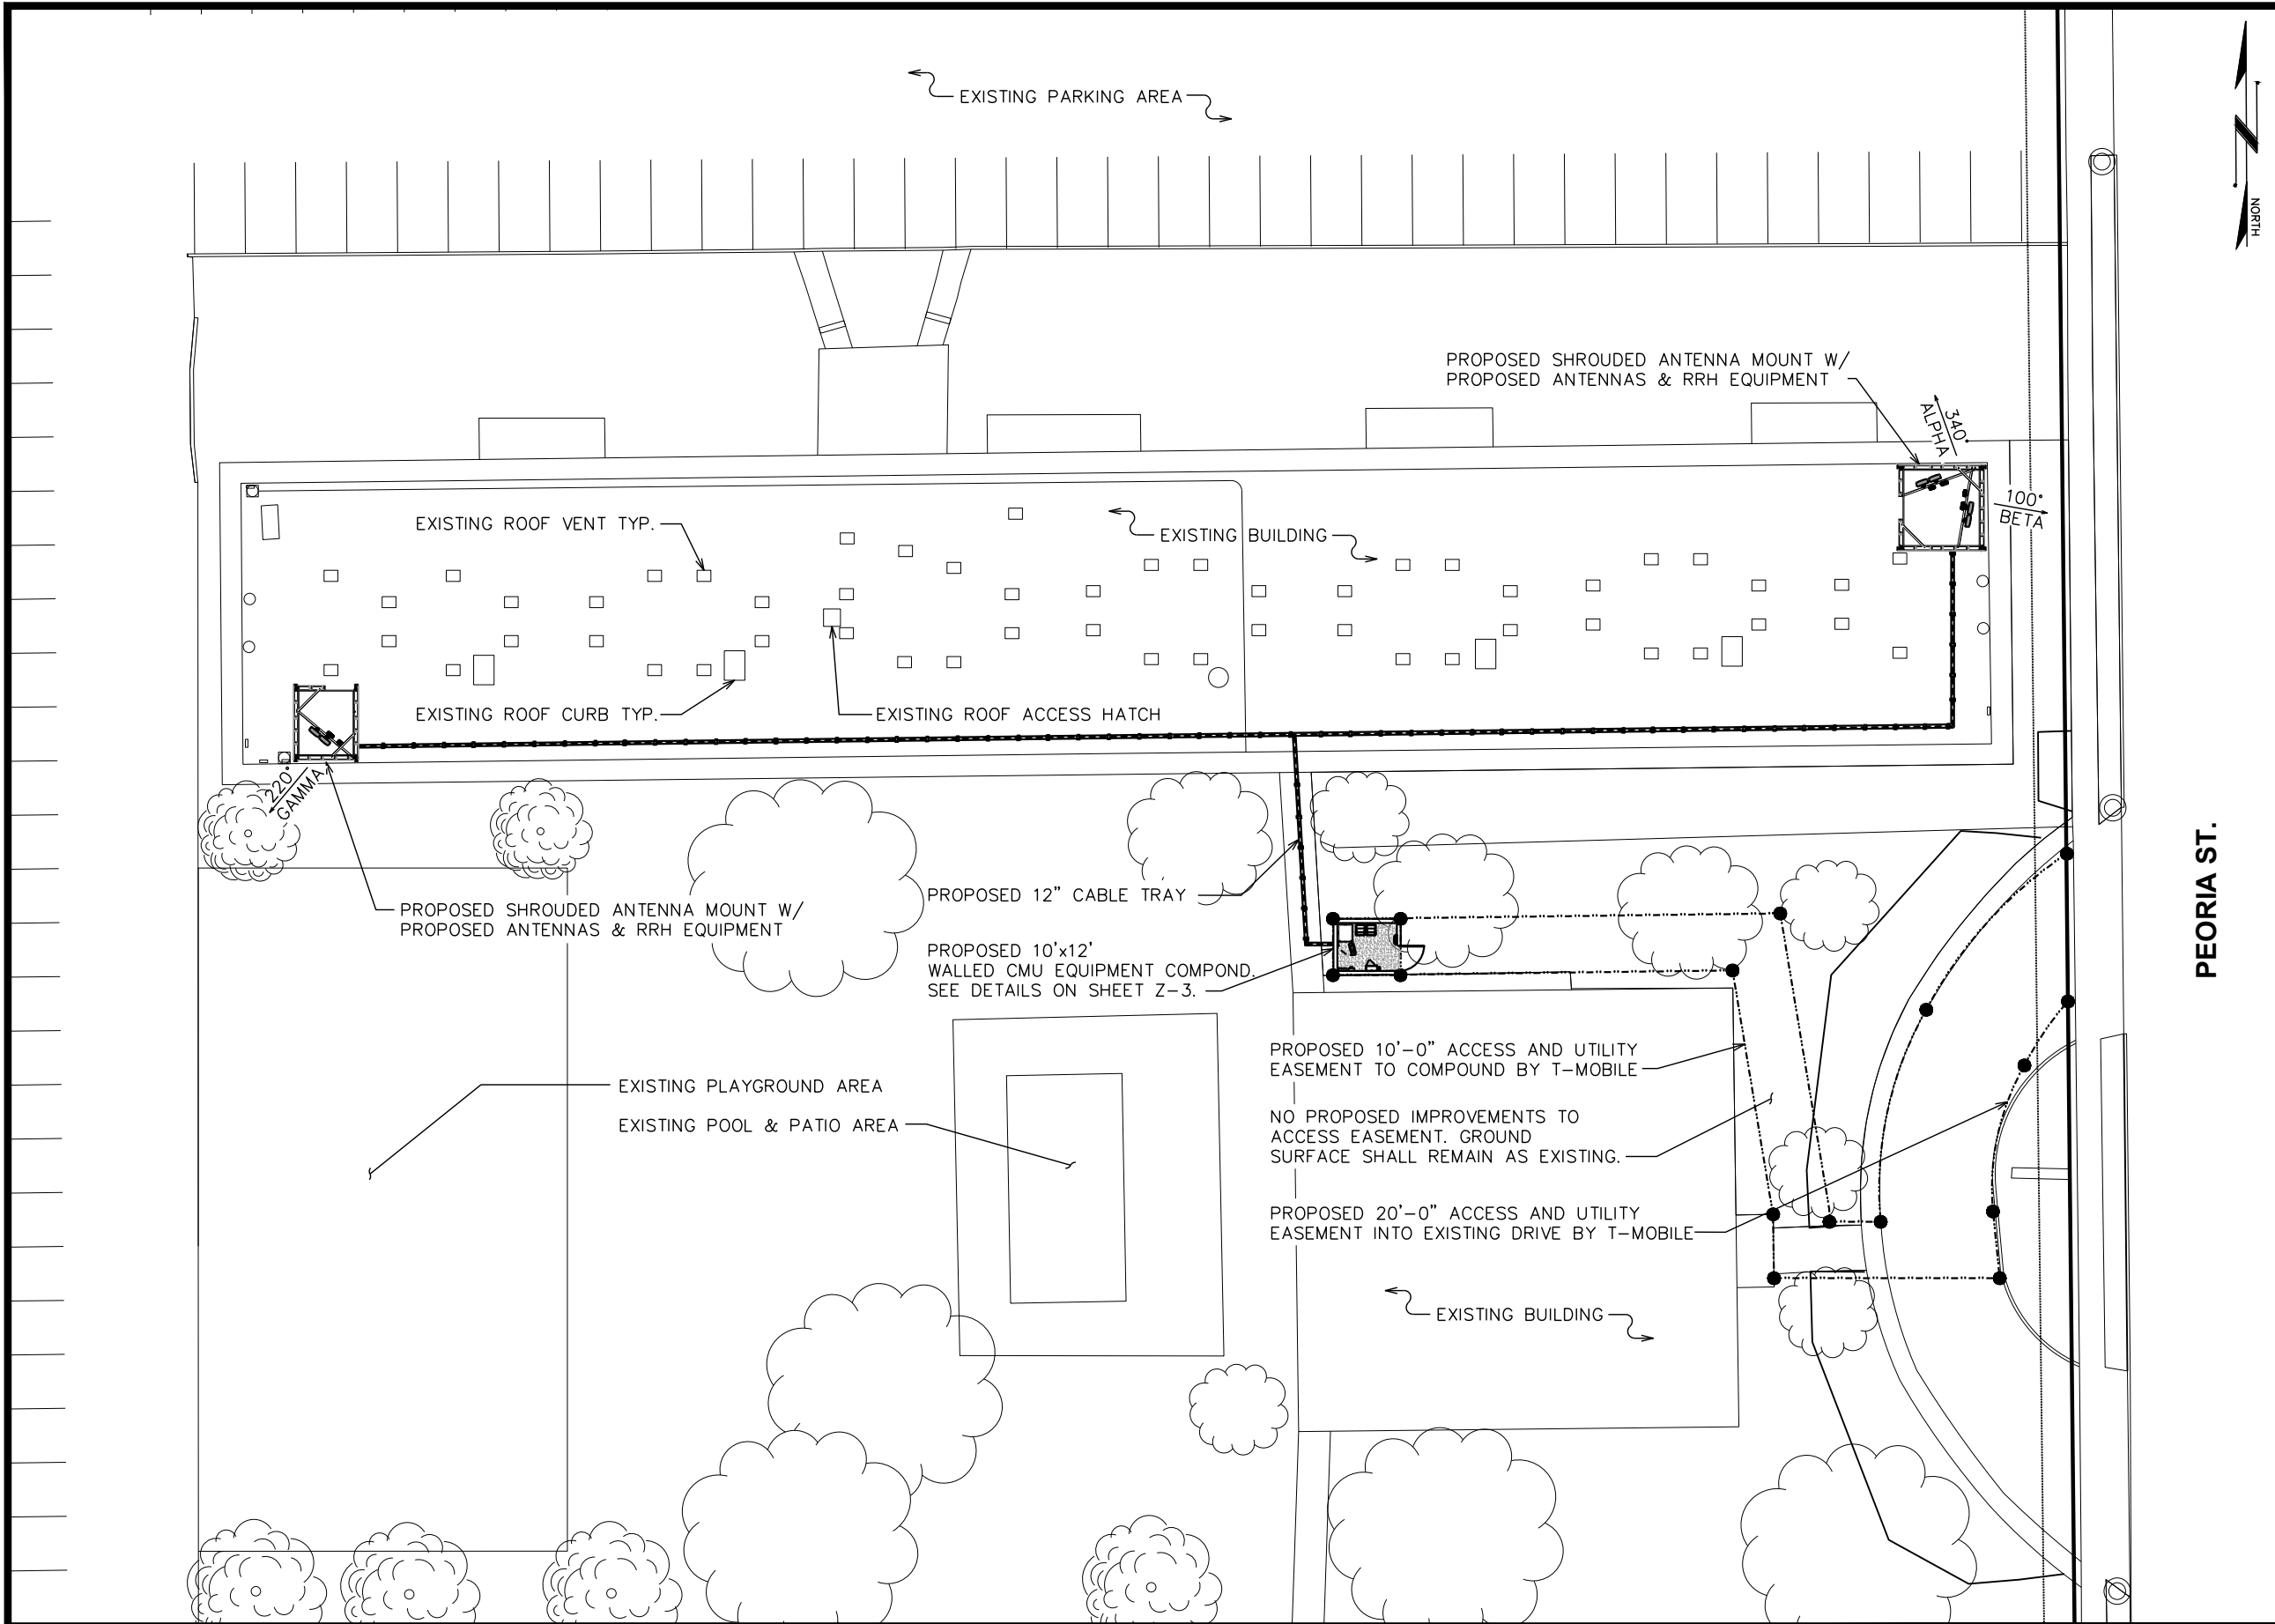 EXISTING PARKING AREA
NORTH
PROPOSED SHROUDED ANTENNA MOUNT W/
PROPOSED ANTENNAS & RRH EQUIPMENT
340°
ALPHA
100°
BETA
EXISTING ROOF VENT TYP.
EXISTING BUILDING
EXISTING ROOF CURB TYP.
EXISTING ROOF ACCESS HATCH
220°
GAMMA
PROPOSED SHROUDED ANTENNA MOUNT W/
PROPOSED ANTENNAS & RRH EQUIPMENT
PROPOSED 12" CABLE TRAY
PROPOSED 10'x12'
WALLED CMU EQUIPMENT COMPOND.
SEE DETAILS ON SHEET Z-3.
PEORIA ST.
PROPOSED 10'-0" ACCESS AND UTILITY
EASEMENT TO COMPOUND BY T-MOBILE
EXISTING PLAYGROUND AREA
EXISTING POOL & PATIO AREA
NO PROPOSED IMPROVEMENTS TO
ACCESS EASEMENT. GROUND
SURFACE SHALL REMAIN AS EXISTING.
PROPOSED 20'-0" ACCESS AND UTILITY
EASEMENT INTO EXISTING DRIVE BY T-MOBILE
EXISTING BUILDING